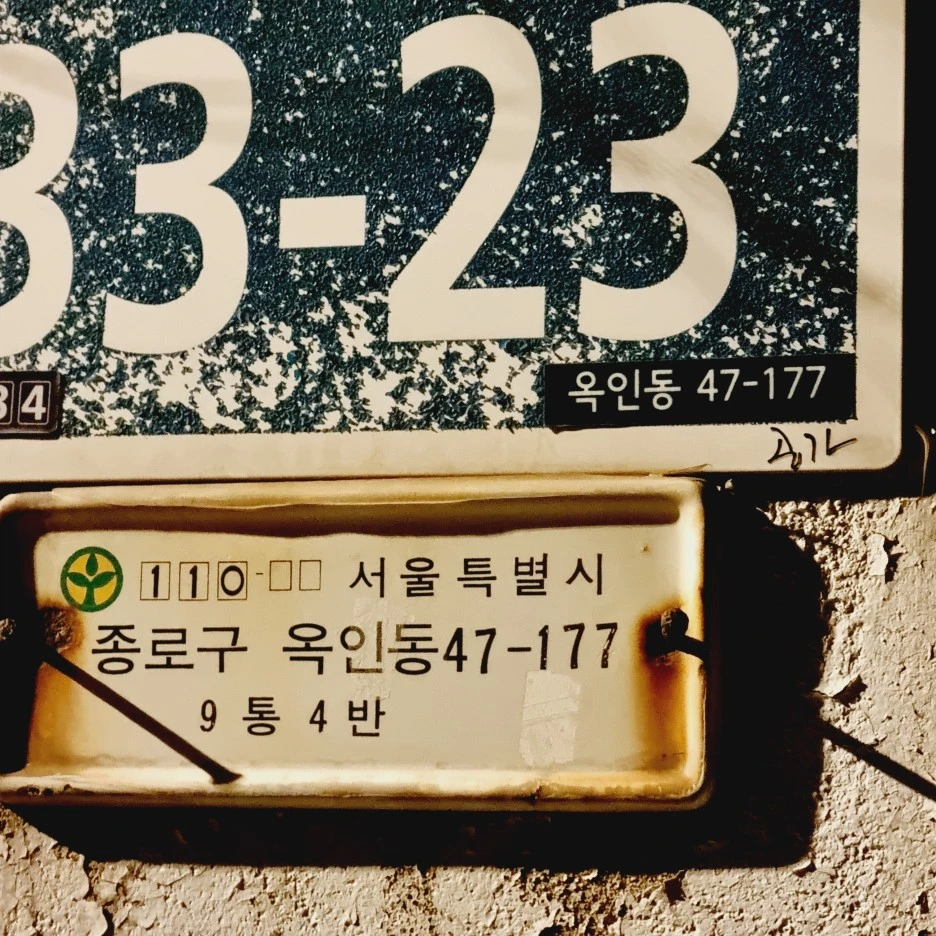 33-23
34
옥인동 47-177
110-□□ 서울특별시
종로구 옥인동47-177
9통 4반